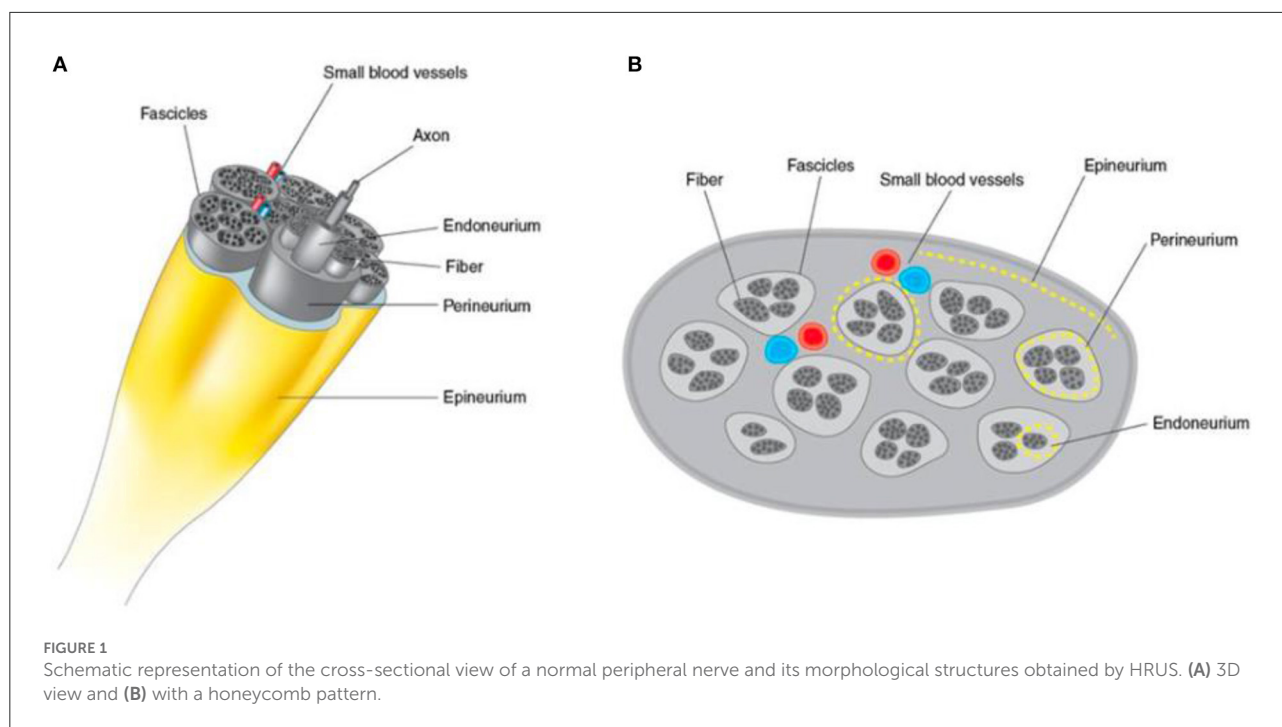 A
Small blood vessels
Fascicles
Axon
Endoneurium
Fiber
Perineurium
Epineurium
B
Epineurium
Fascicles
Fiber
Small blood vessels
Perineurium
Endoneurium
FIGURE 1
Schematic representation of the cross-sectional view of a normal peripheral nerve and its morphological structures obtained by HRUS. (A) 3D
view and (B) with a honeycomb pattern.